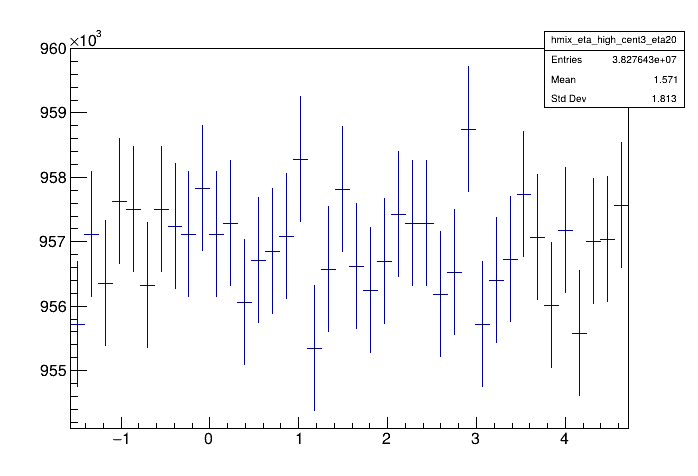 ×10³
hmix_eta_high_cent3_eta20
Entries 3.827643e+07
Mean 1.571
Std Dev 1.813
960
959
958
957
956
955
−1 0 1 2 3 4